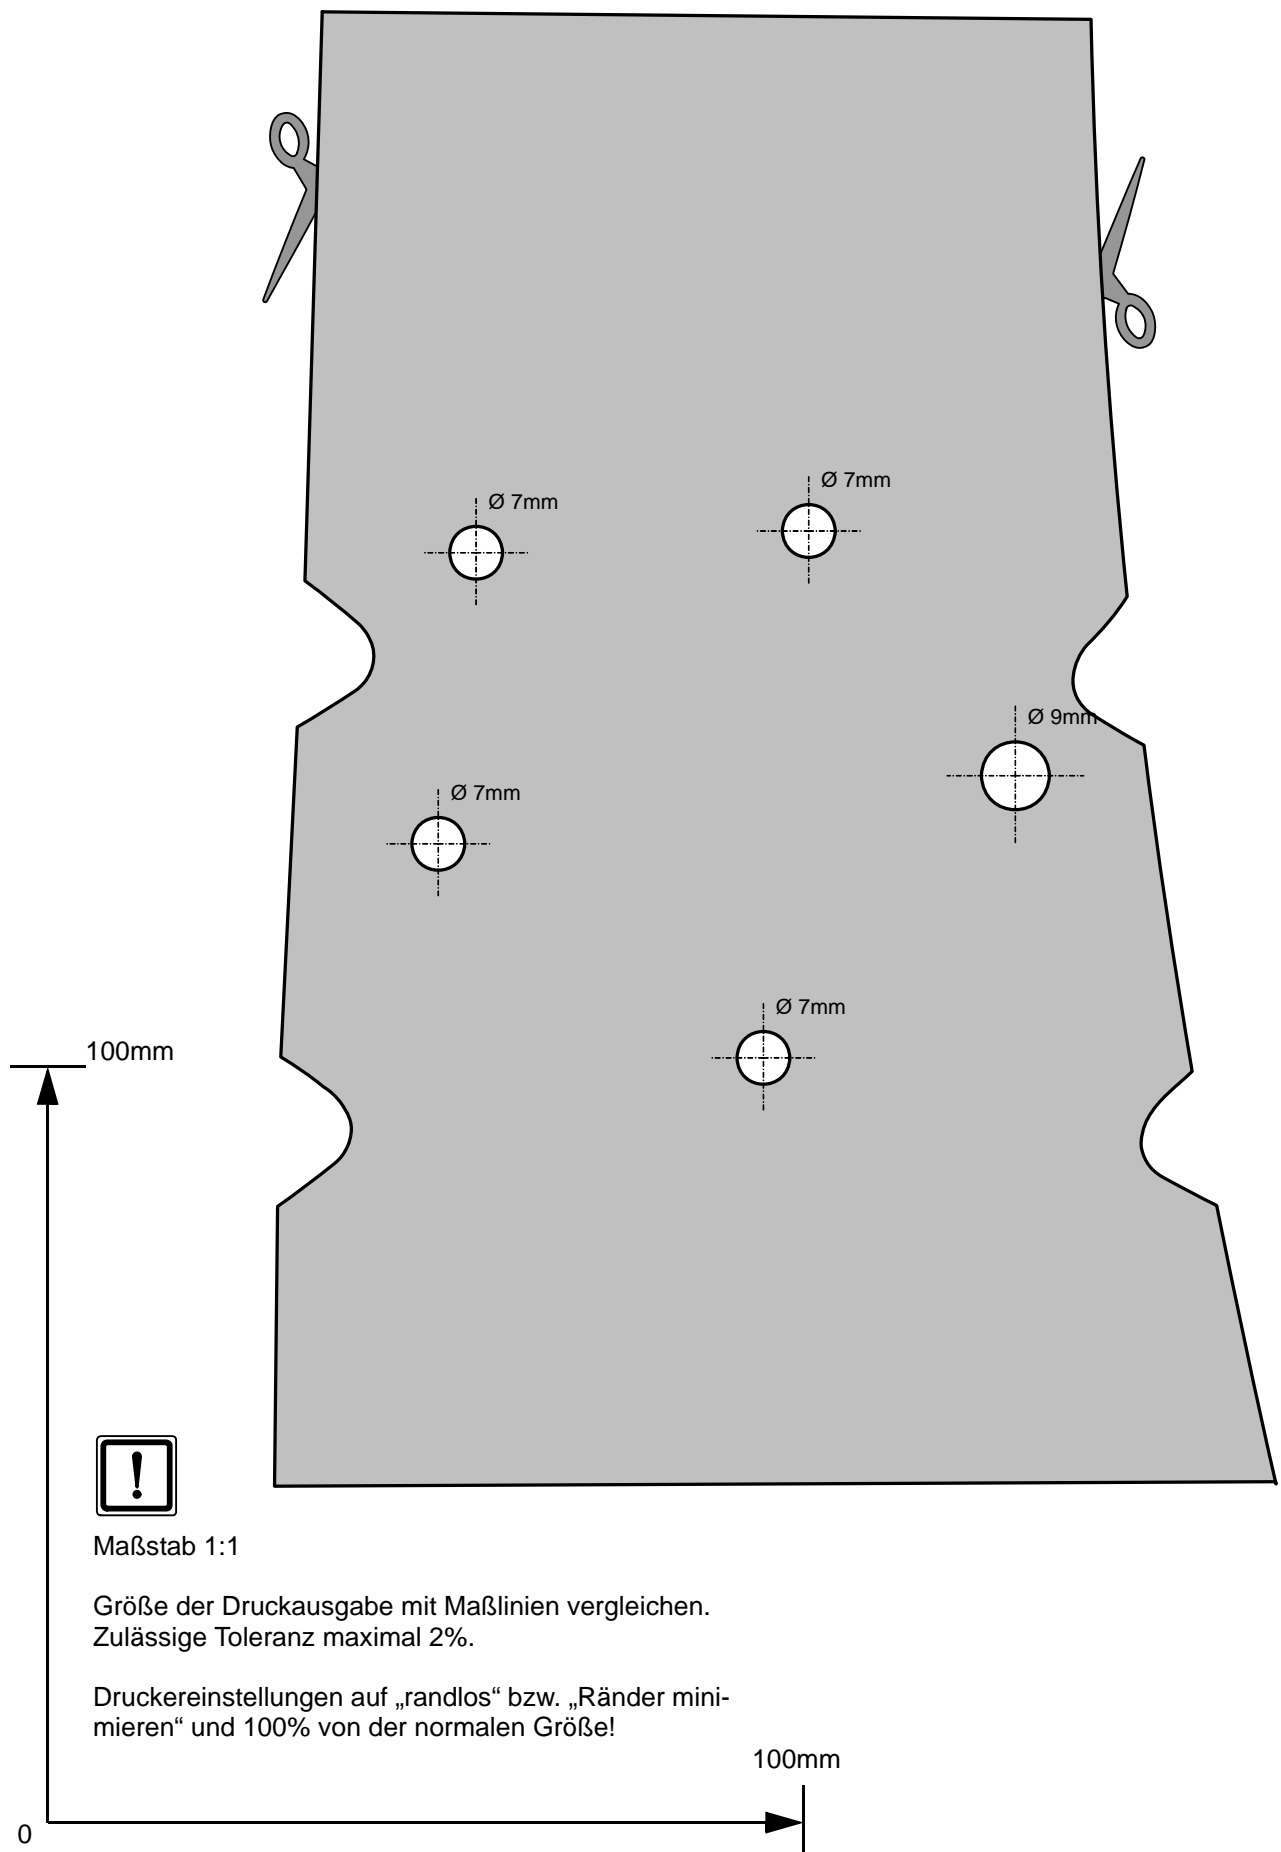 Ø 7mm
Ø 7mm
Ø 9mm
Ø 7mm
Ø 7mm
100mm
!
Maßstab 1:1
Größe der Druckausgabe mit Maßlinien vergleichen.
Zulässige Toleranz maximal 2%.
Druckereinstellungen auf „randlos“ bzw. „Ränder mini-
mieren“ und 100% von der normalen Größe!
100mm
0